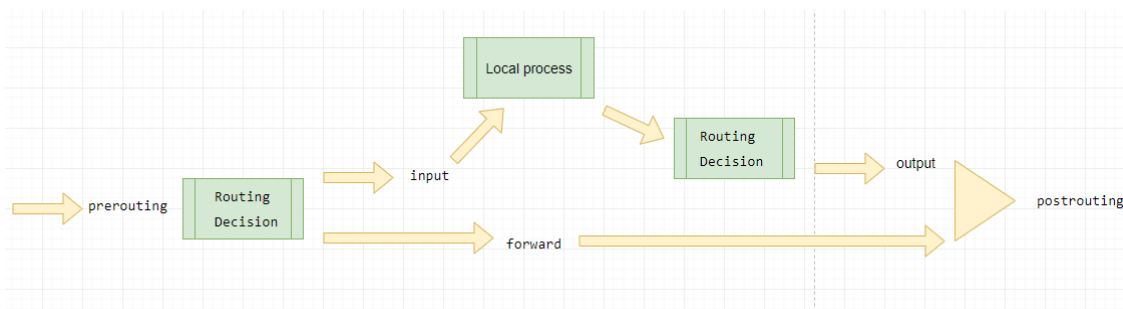 Local process
Routing
Decision
output
input
Routing
Decision
prerouting
postrouting
forward